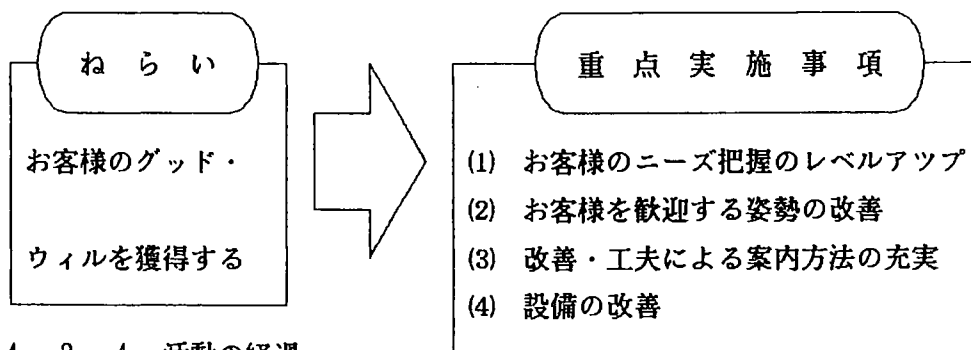 ねらい
お客様のグッド・
ウィルを獲得する
重点実施事項
(1) お客様のニーズ把握のレベルアツプ
(2) お客様を歓迎する姿勢の改善
(3) 改善・工夫による案内方法の充実
(4) 設備の改善